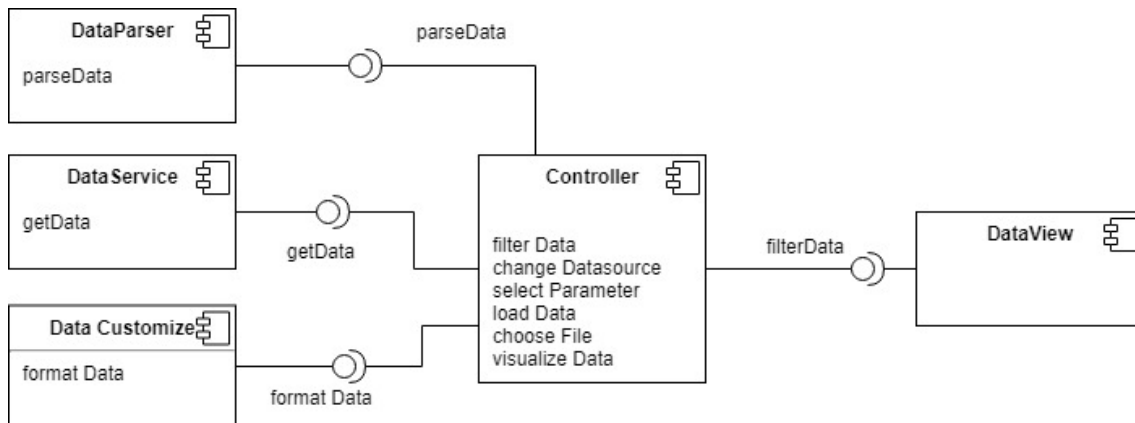 DataParser
parseData
parseData
DataService
getData
getData
Data Customize
format Data
format Data
Controller
filter Data
change Datasource
select Parameter
load Data
choose File
visualize Data
filterData
DataView